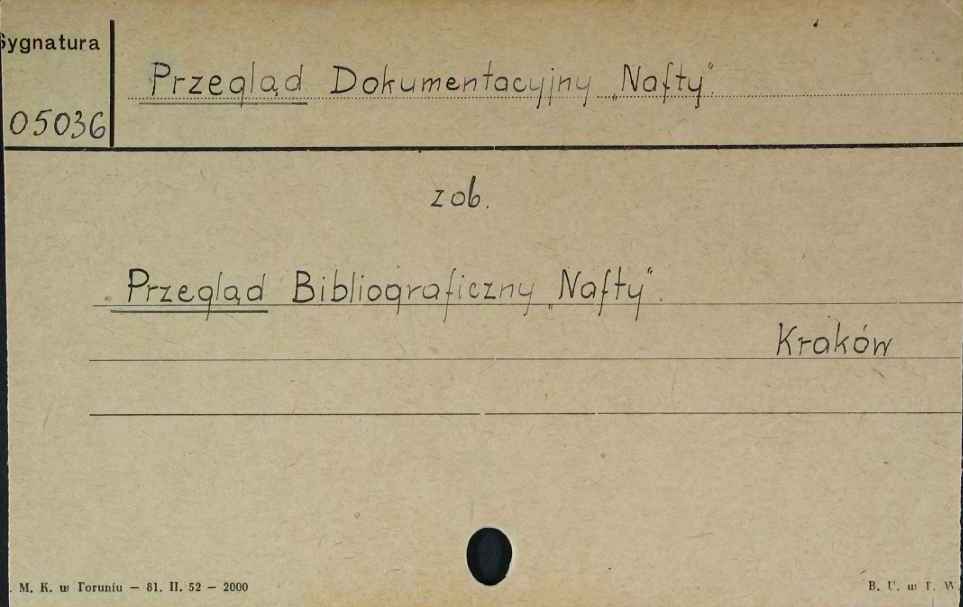 Sygnatura
05036
Przegląd Dokumentacyjny „Nafty".
zob.
Przegląd Bibliograficzny „Nafty".
Kraków
. M. K. w Toruniu — 81. II. 52 — 2000
B. U. w T. W